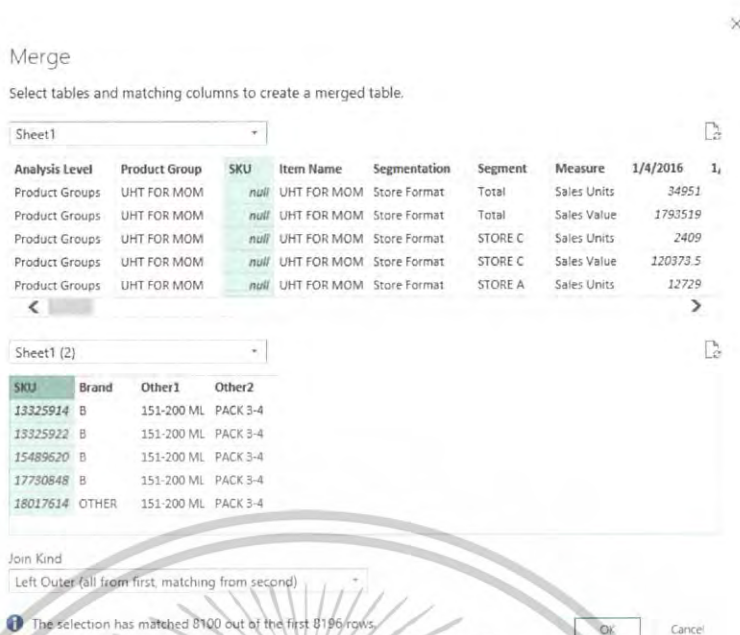 Merge
Select tables and matching columns to create a merged table.
Sheet1
Analysis Level Product Group SKU Item Name Segmentation Segment Measure 1/4/2016 1/
Product Groups UHT FOR MOM null UHT FOR MOM Store Format Total Sales Units 34951
Product Groups UHT FOR MOM null UHT FOR MOM Store Format Total Sales Value 1793519
Product Groups UHT FOR MOM null UHT FOR MOM Store Format STORE C Sales Units 2409
Product Groups UHT FOR MOM null UHT FOR MOM Store Format STORE C Sales Value 120373.5
Product Groups UHT FOR MOM null UHT FOR MOM Store Format STORE A Sales Units 12729
Sheet1 (2)
SKU Brand Other1 Other2
13325914 B 151-200 ML PACK 3-4
13325922 B 151-200 ML PACK 3-4
15489620 B 151-200 ML PACK 3-4
17730848 B 151-200 ML PACK 3-4
18017614 OTHER 151-200 ML PACK 3-4
Join Kind
Left Outer (all from first, matching from second)
The selection has matched 8100 out of the first 8196 rows.
OK Cancel